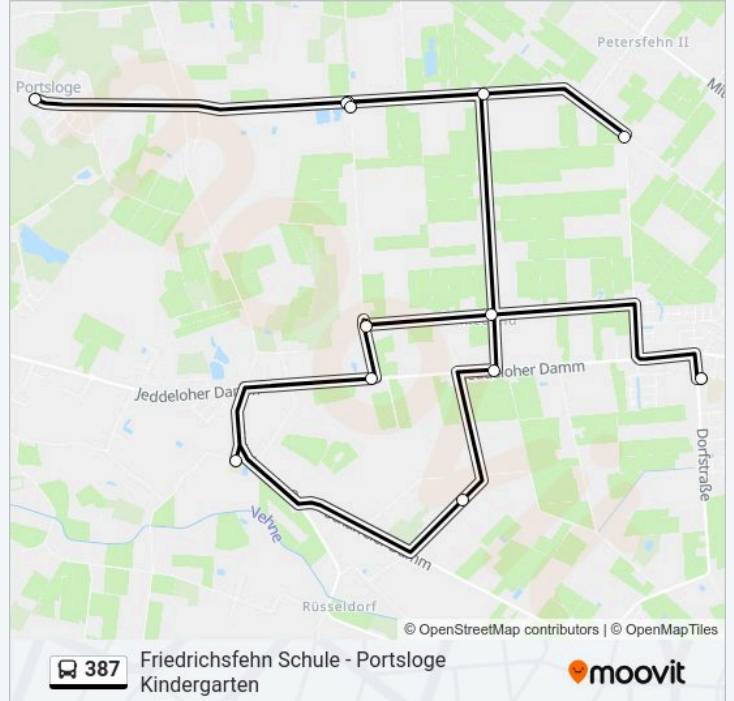 Petersfehn II
Portsloge
Jeddeloher Damm
Jeddeloher Damm
Dorfstraße
Vehne
Damm
Rüsseldorf
© OpenStreetMap contributors | © OpenMapTiles
387
Friedrichsfehn Schule - Portsloge
Kindergarten
moovit